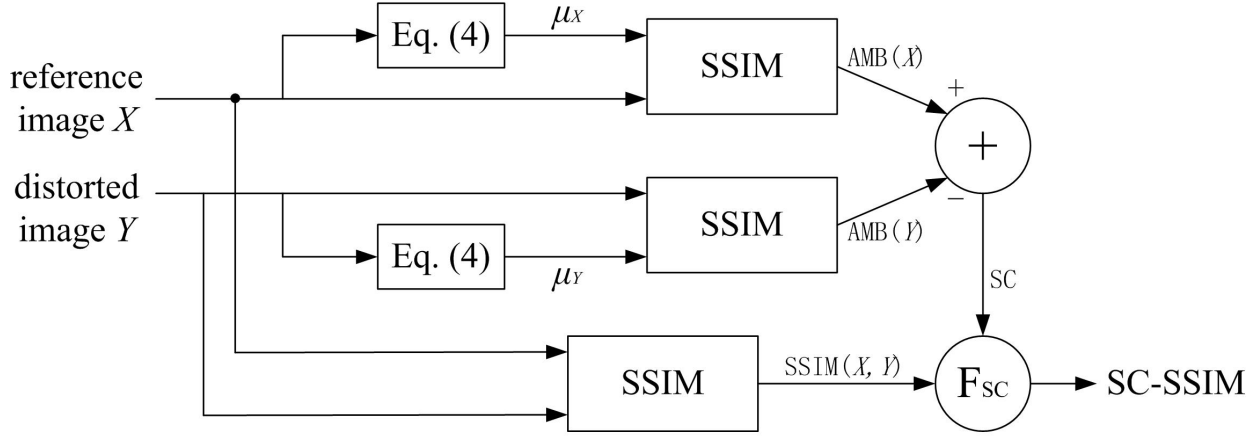 Eq. (4)
μX
SSIM
AMB(X)
reference
image X
+
+
distorted
image Y
SSIM
−
AMB(Y)
Eq. (4)
μY
SC
SSIM
SSIM(X, Y)
FSC
SC-SSIM